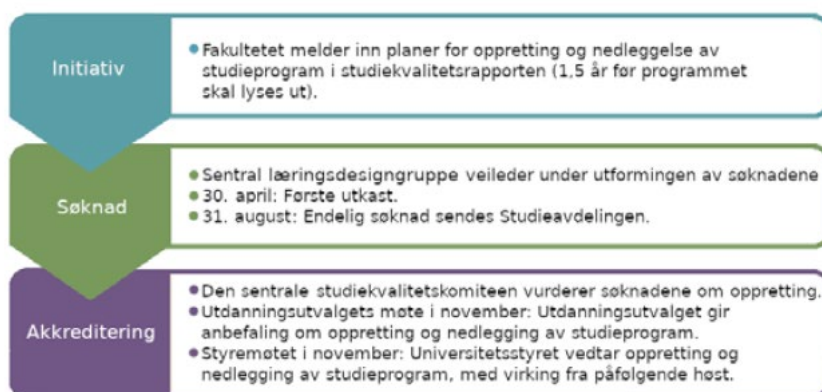 Initiativ
• Fakultetet melder inn planer for oppretting og nedleggelse av
studieprogram i studiekvalitetsrapporten (1,5 år før programmet
skal lyses ut).
Søknad
• Sentral læringsdesigngruppe veileder under utformingen av søknadene
• 30. april: Første utkast.
• 31. august: Endelig søknad sendes Studieavdelingen.
Akkreditering
• Den sentrale studiekvalitetskomiteen vurderer søknadene om oppretting.
• Utdanningsutvalgets møte i november: Utdanningsutvalget gir
anbefaling om oppretting og nedlegging av studieprogram.
• Styremøtet i november: Universitetsstyret vedtar oppretting og
nedlegging av studieprogram, med virking fra påfølgende høst.